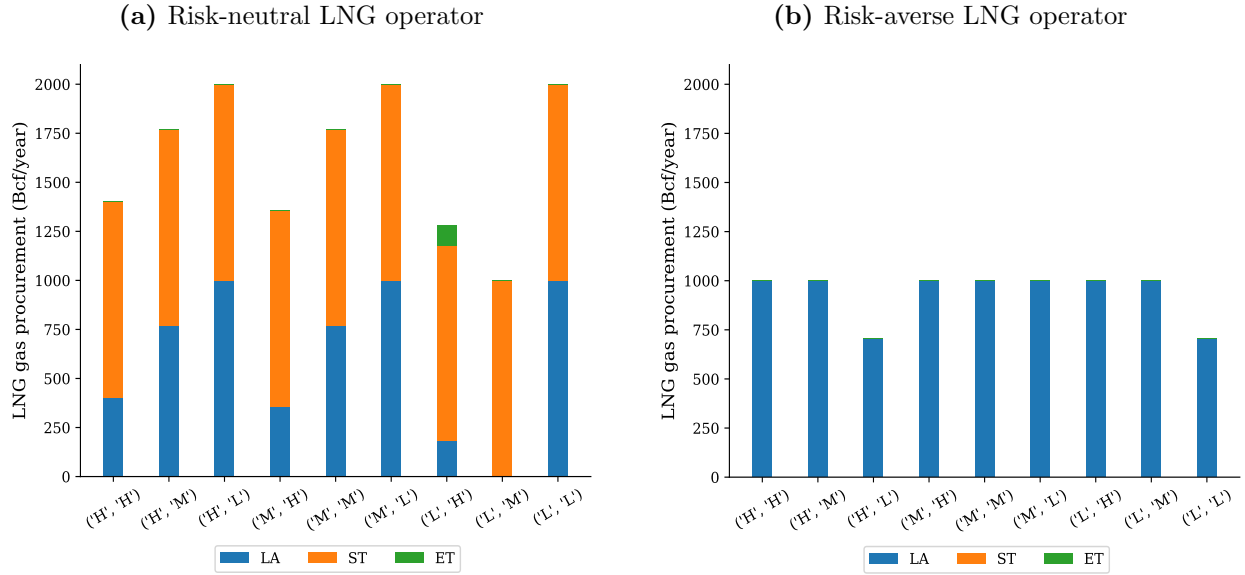 (a) Risk-neutral LNG operator
LNG gas procurement (Bcf/year)
2000
1750
1500
1250
1000
750
500
250
0
('H', 'H')
('H', 'M')
('H', 'L')
('M', 'H')
('M', 'M')
('M', 'L')
('L', 'H')
('L', 'M')
('L', 'L')
LA ST ET
(b) Risk-averse LNG operator
LNG gas procurement (Bcf/year)
2000
1750
1500
1250
1000
750
500
250
0
('H', 'H')
('H', 'M')
('H', 'L')
('M', 'H')
('M', 'M')
('M', 'L')
('L', 'H')
('L', 'M')
('L', 'L')
LA ST ET